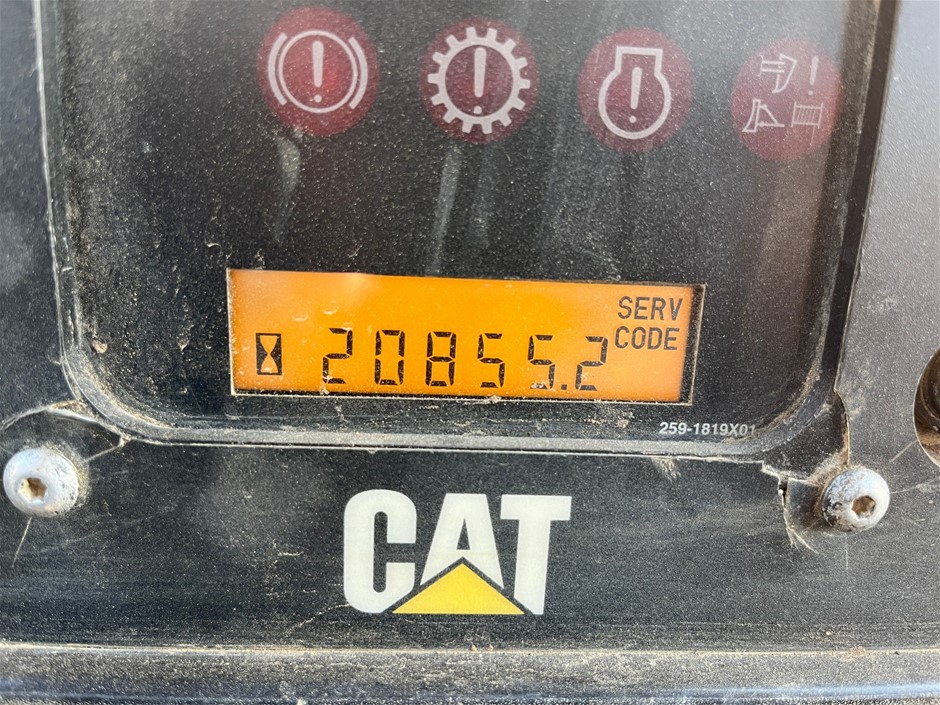 SERV
CODE
20855.2
259-1819X01
CAT